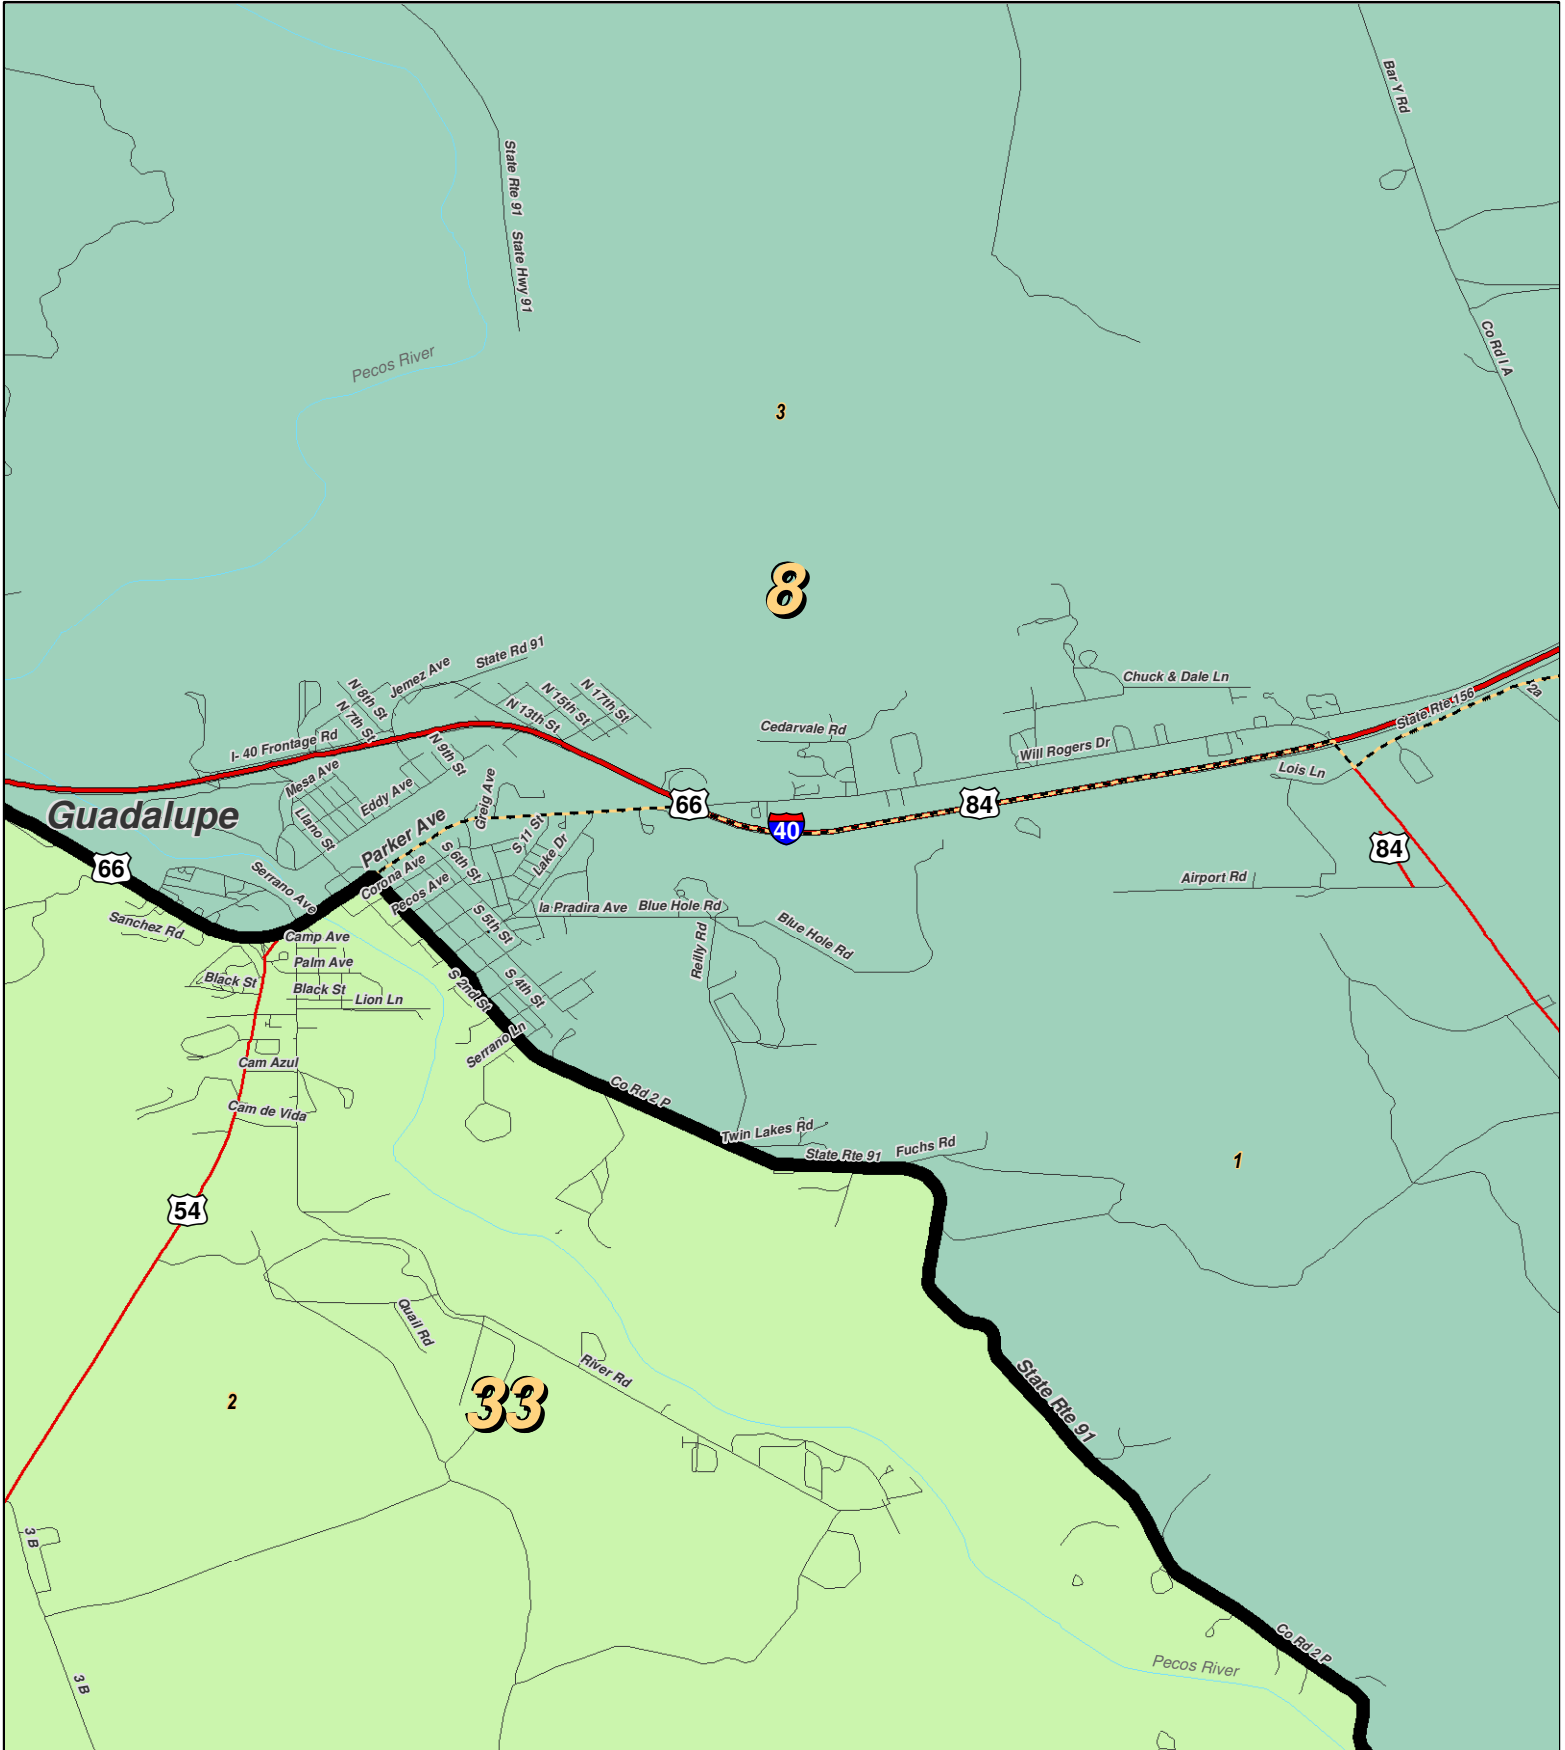 Bar Y Rd
State Rte 91
State Hwy 91
Co Rd I A
Pecos River
3
8
State Rd 91
Jemez Ave
N 8th St
N 7th St
N 17th St
N 15th St
N 13th St
Chuck & Dale Ln
State Rte 156
2a
Cedarvale Rd
I- 40 Frontage Rd
N 9th St
Will Rogers Dr
Mesa Ave
Lois Ln
Eddy Ave
Greig Ave
66
84
Guadalupe
40
Llano St
Parker Ave
S 11 St
84
Lake Dr
S 6th St
66
Corona Ave
Serrano Ave
Pecos Ave
Airport Rd
la Pradira Ave
Blue Hole Rd
Sanchez Rd
S 5th St
Blue Hole Rd
Camp Ave
Reilly Rd
Palm Ave
Black St
Black St
S 2nd St
S 4th St
Lion Ln
Serrano Ln
Cam Azul
Co Rd 2 P
Cam de Vida
Twin Lakes Rd
State Rte 91
Fuchs Rd
1
54
Quail Rd
River Rd
State Rte 91
2
33
3 B
Co Rd 2 P
Pecos River
3 B